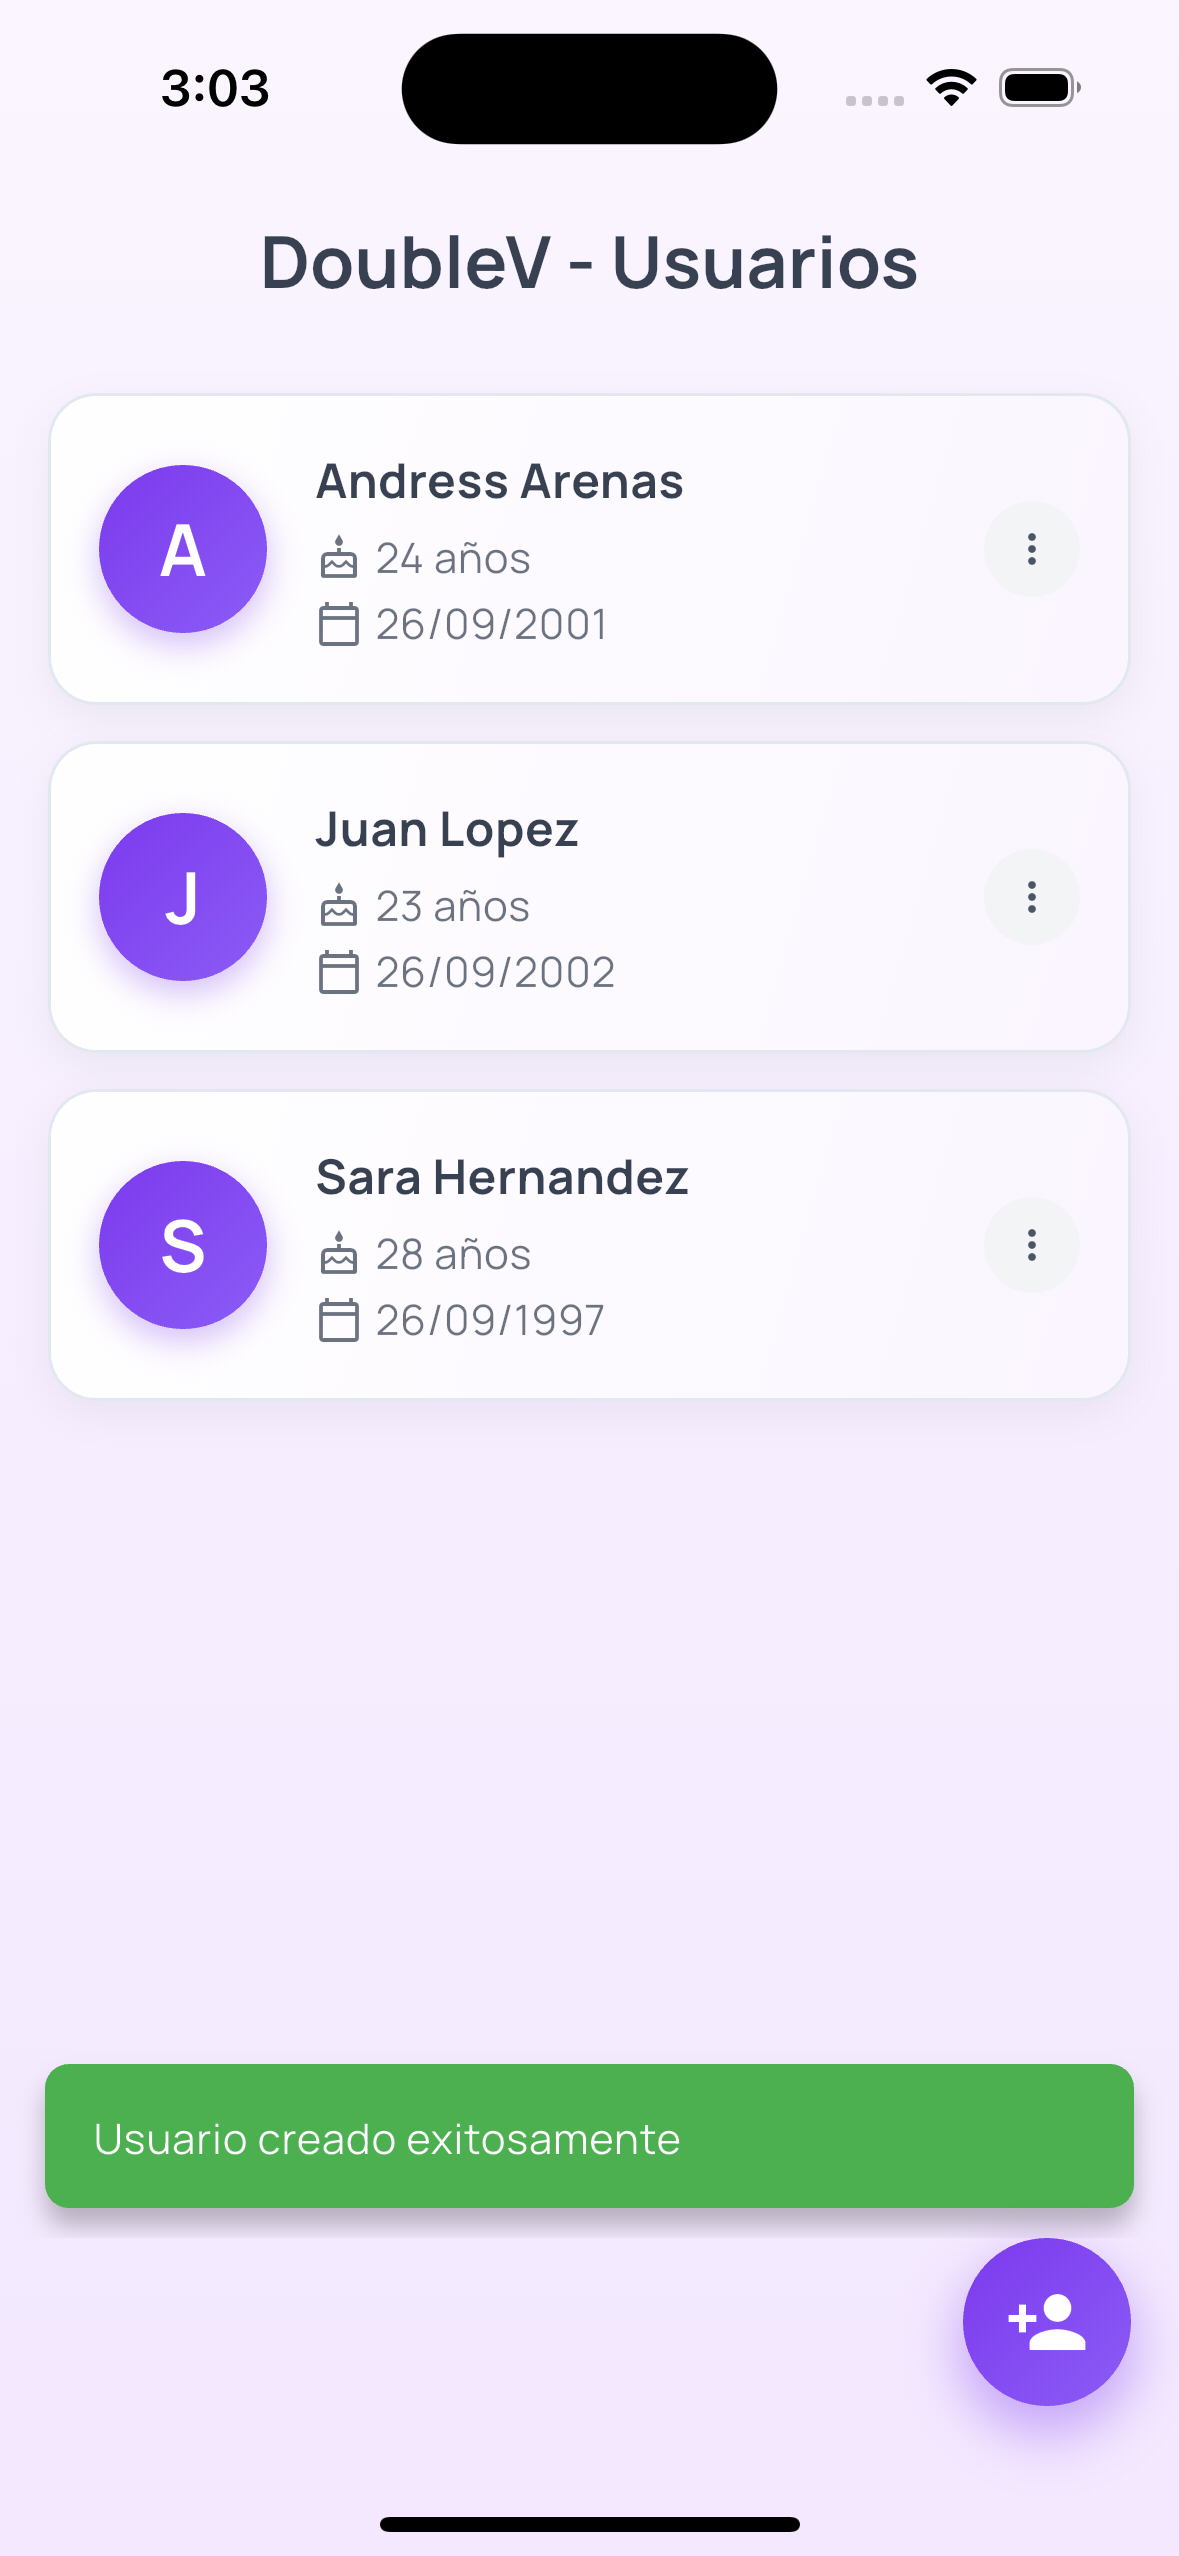 3:03
DoubleV - Usuarios
A
Andress Arenas
24 años
26/09/2001
J
Juan Lopez
23 años
26/09/2002
S
Sara Hernandez
28 años
26/09/1997
Usuario creado exitosamente